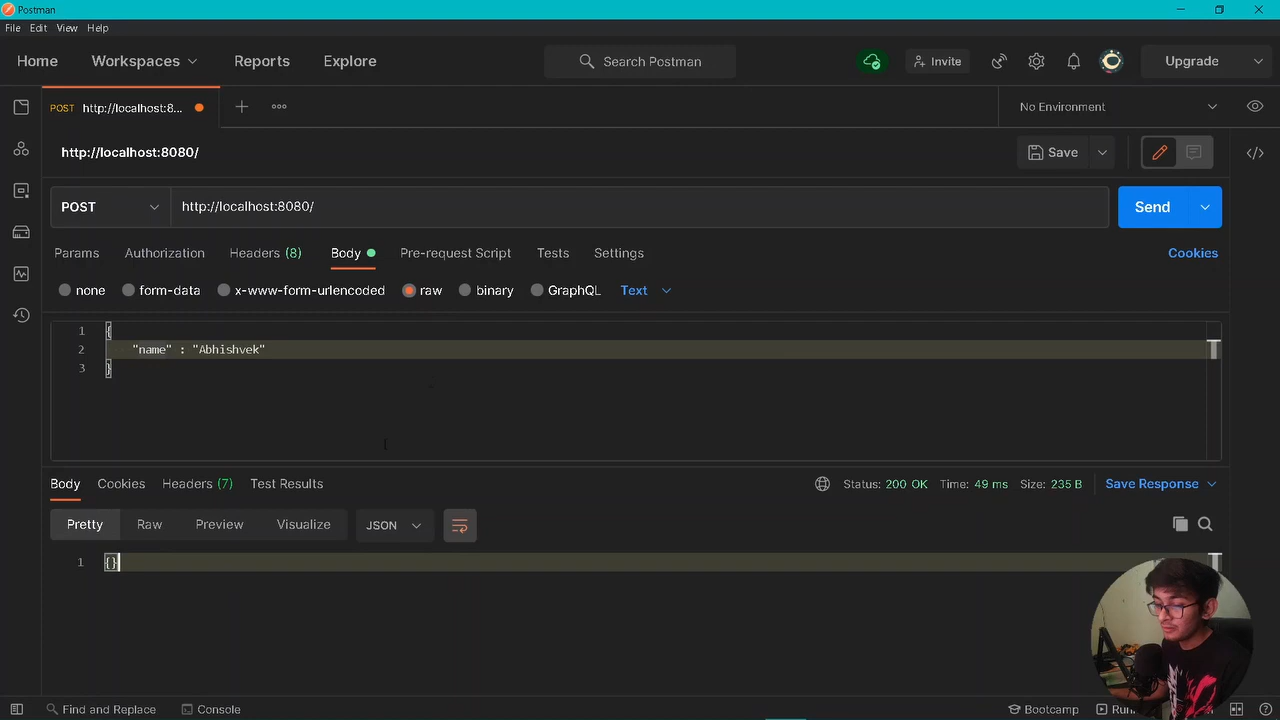 Postman
File Edit View Help
Home Workspaces Reports Explore Search Postman Invite Upgrade
POST http://localhost:8... No Environment
http://localhost:8080/ Save
POST http://localhost:8080/ Send
Params Authorization Headers (8) Body Pre-request Script Tests Settings Cookies
none form-data x-www-form-urlencoded raw binary GraphQL Text
1 {
2 "name" : "Abhishvek"
3 }
Body Cookies Headers (7) Test Results Status: 200 OK Time: 49 ms Size: 235 B Save Response
Pretty Raw Preview Visualize JSON
1 {}
Find and Replace Console Bootcamp